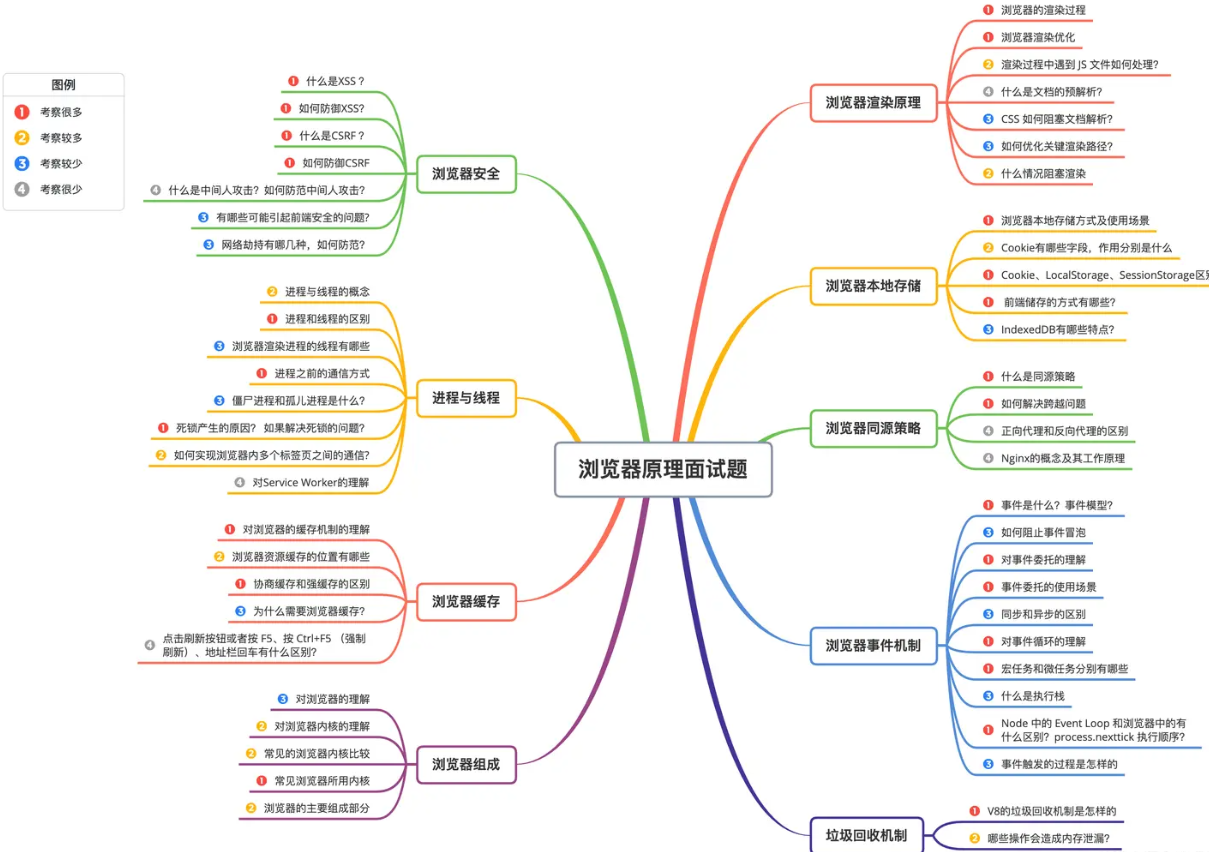 图例
1 考察很多
2 考察较多
3 考察较少
4 考察很少
浏览器原理面试题
浏览器安全
1 什么是XSS ?
1 如何防御XSS?
1 什么是CSRF ?
1 如何防御CSRF
4 什么是中间人攻击? 如何防范中间人攻击?
3 有哪些可能引起前端安全的问题?
3 网络劫持有哪几种，如何防范?
进程与线程
2 进程与线程的概念
1 进程和线程的区别
3 浏览器渲染进程的线程有哪些
1 进程之前的通信方式
3 僵尸进程和孤儿进程是什么?
1 死锁产生的原因? 如果解决死锁的问题?
2 如何实现浏览器内多个标签页之间的通信?
4 对Service Worker的理解
浏览器缓存
1 对浏览器的缓存机制的理解
2 浏览器资源缓存的位置有哪些
1 协商缓存和强缓存的区别
3 为什么需要浏览器缓存?
4 点击刷新按钮或者按 F5、按 Ctrl+F5 （强制
刷新）、地址栏回车有什么区别?
浏览器组成
3 对浏览器的理解
2 对浏览器内核的理解
2 常见的浏览器内核比较
1 常见浏览器所用内核
2 浏览器的主要组成部分
浏览器渲染原理
1 浏览器的渲染过程
1 浏览器渲染优化
2 渲染过程中遇到 JS 文件如何处理?
4 什么是文档的预解析?
3 CSS 如何阻塞文档解析?
3 如何优化关键渲染路径?
2 什么情况阻塞渲染
浏览器本地存储
1 浏览器本地存储方式及使用场景
2 Cookie有哪些字段，作用分别是什么
1 Cookie、LocalStorage、SessionStorage区别
1 前端储存的方式有哪些?
3 IndexedDB有哪些特点?
浏览器同源策略
1 什么是同源策略
1 如何解决跨越问题
4 正向代理和反向代理的区别
4 Nginx的概念及其工作原理
浏览器事件机制
1 事件是什么? 事件模型?
3 如何阻止事件冒泡
1 对事件委托的理解
1 事件委托的使用场景
3 同步和异步的区别
1 对事件循环的理解
1 宏任务和微任务分别有哪些
3 什么是执行栈
1 Node 中的 Event Loop 和浏览器中的有
什么区别? process.nexttick 执行顺序?
3 事件触发的过程是怎样的
垃圾回收机制
1 V8的垃圾回收机制是怎样的
2 哪些操作会造成内存泄漏?